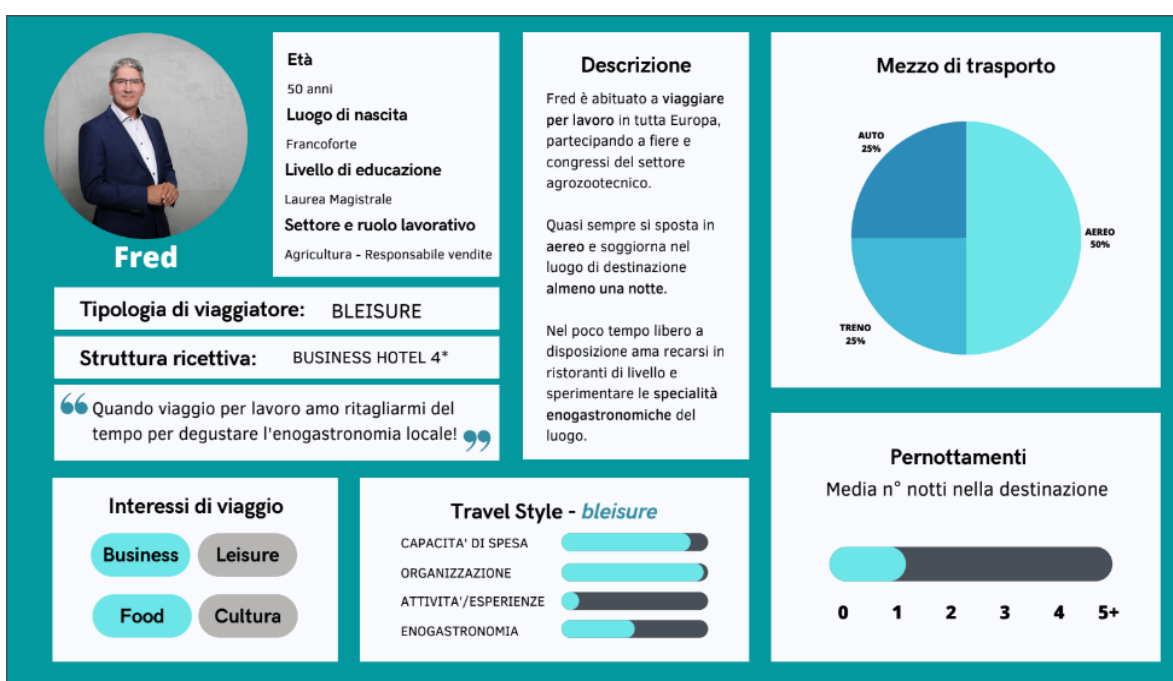 Fred
Età
50 anni
Luogo di nascita
Francoforte
Livello di educazione
Laurea Magistrale
Settore e ruolo lavorativo
Agricultura - Responsabile vendite
Tipologia di viaggiatore: BLEISURE
Struttura ricettiva: BUSINESS HOTEL 4*
“ Quando viaggio per lavoro amo ritagliarmi del
tempo per degustare l'enogastronomia locale! ”
Descrizione
Fred è abituato a viaggiare
per lavoro in tutta Europa,
partecipando a fiere e
congressi del settore
agrozootecnico.
Quasi sempre si sposta in
aereo e soggiorna nel
luogo di destinazione
almeno una notte.
Nel poco tempo libero a
disposizione ama recarsi in
ristoranti di livello e
sperimentare le specialità
enogastronomiche del
luogo.
Mezzo di trasporto
AUTO
25%
AEREO
50%
TRENO
25%
Interessi di viaggio
Business Leisure
Food Cultura
Travel Style - bleisure
CAPACITA' DI SPESA
ORGANIZZAZIONE
ATTIVITA'/ESPERIENZE
ENOGASTRONOMIA
Pernottamenti
Media n° notti nella destinazione
0 1 2 3 4 5+